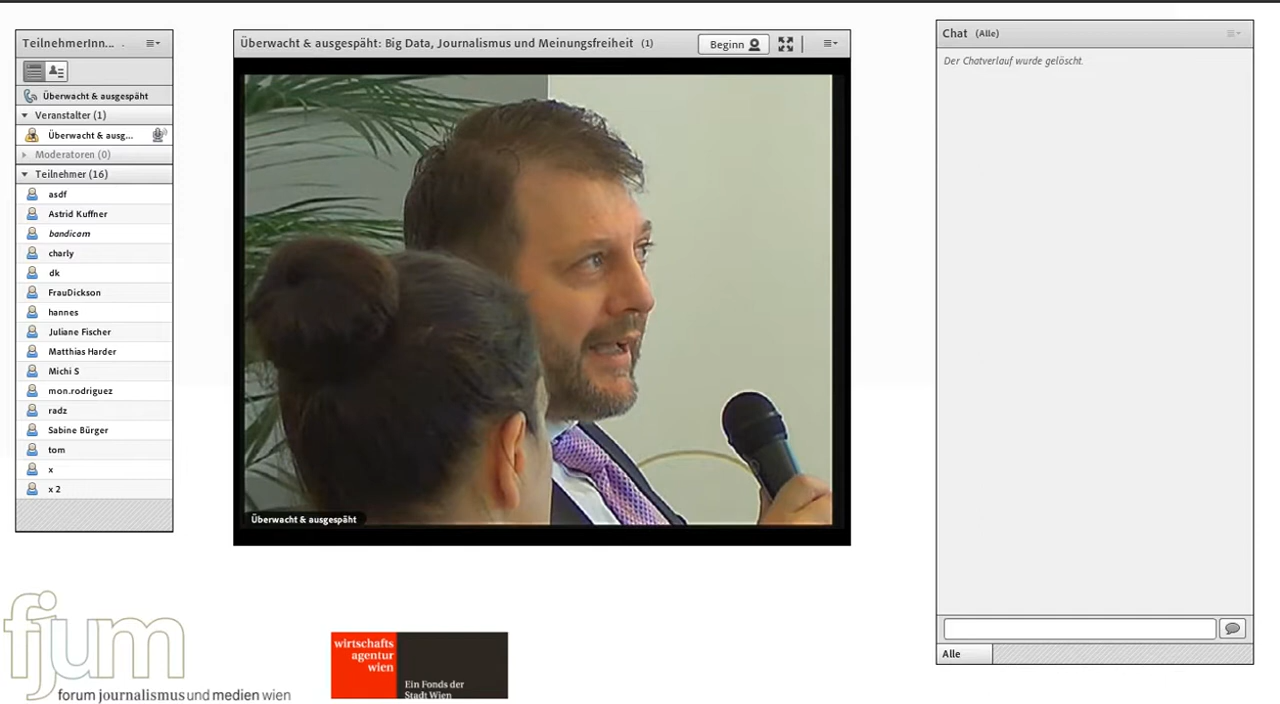 TeilnehmerInn... .
Überwacht & ausgespäht
Veranstalter (1)
Überwacht & ausg...
Moderatoren (0)
Teilnehmer (16)
asdf
Astrid Kuffner
bandicam
charly
dk
FrauDickson
hannes
Juliane Fischer
Matthias Harder
Michi S
mon.rodriguez
radz
Sabine Bürger
tom
x
x 2
Überwacht & ausgespäht: Big Data, Journalismus und Meinungsfreiheit (1)
Beginn
Überwacht & ausgespäht
Chat (Alle)
Der Chatverlauf wurde gelöscht.
Alle
fjum
forum journalismus und medien wien
wirtschafts
agentur
wien
Ein Fonds der
Stadt Wien